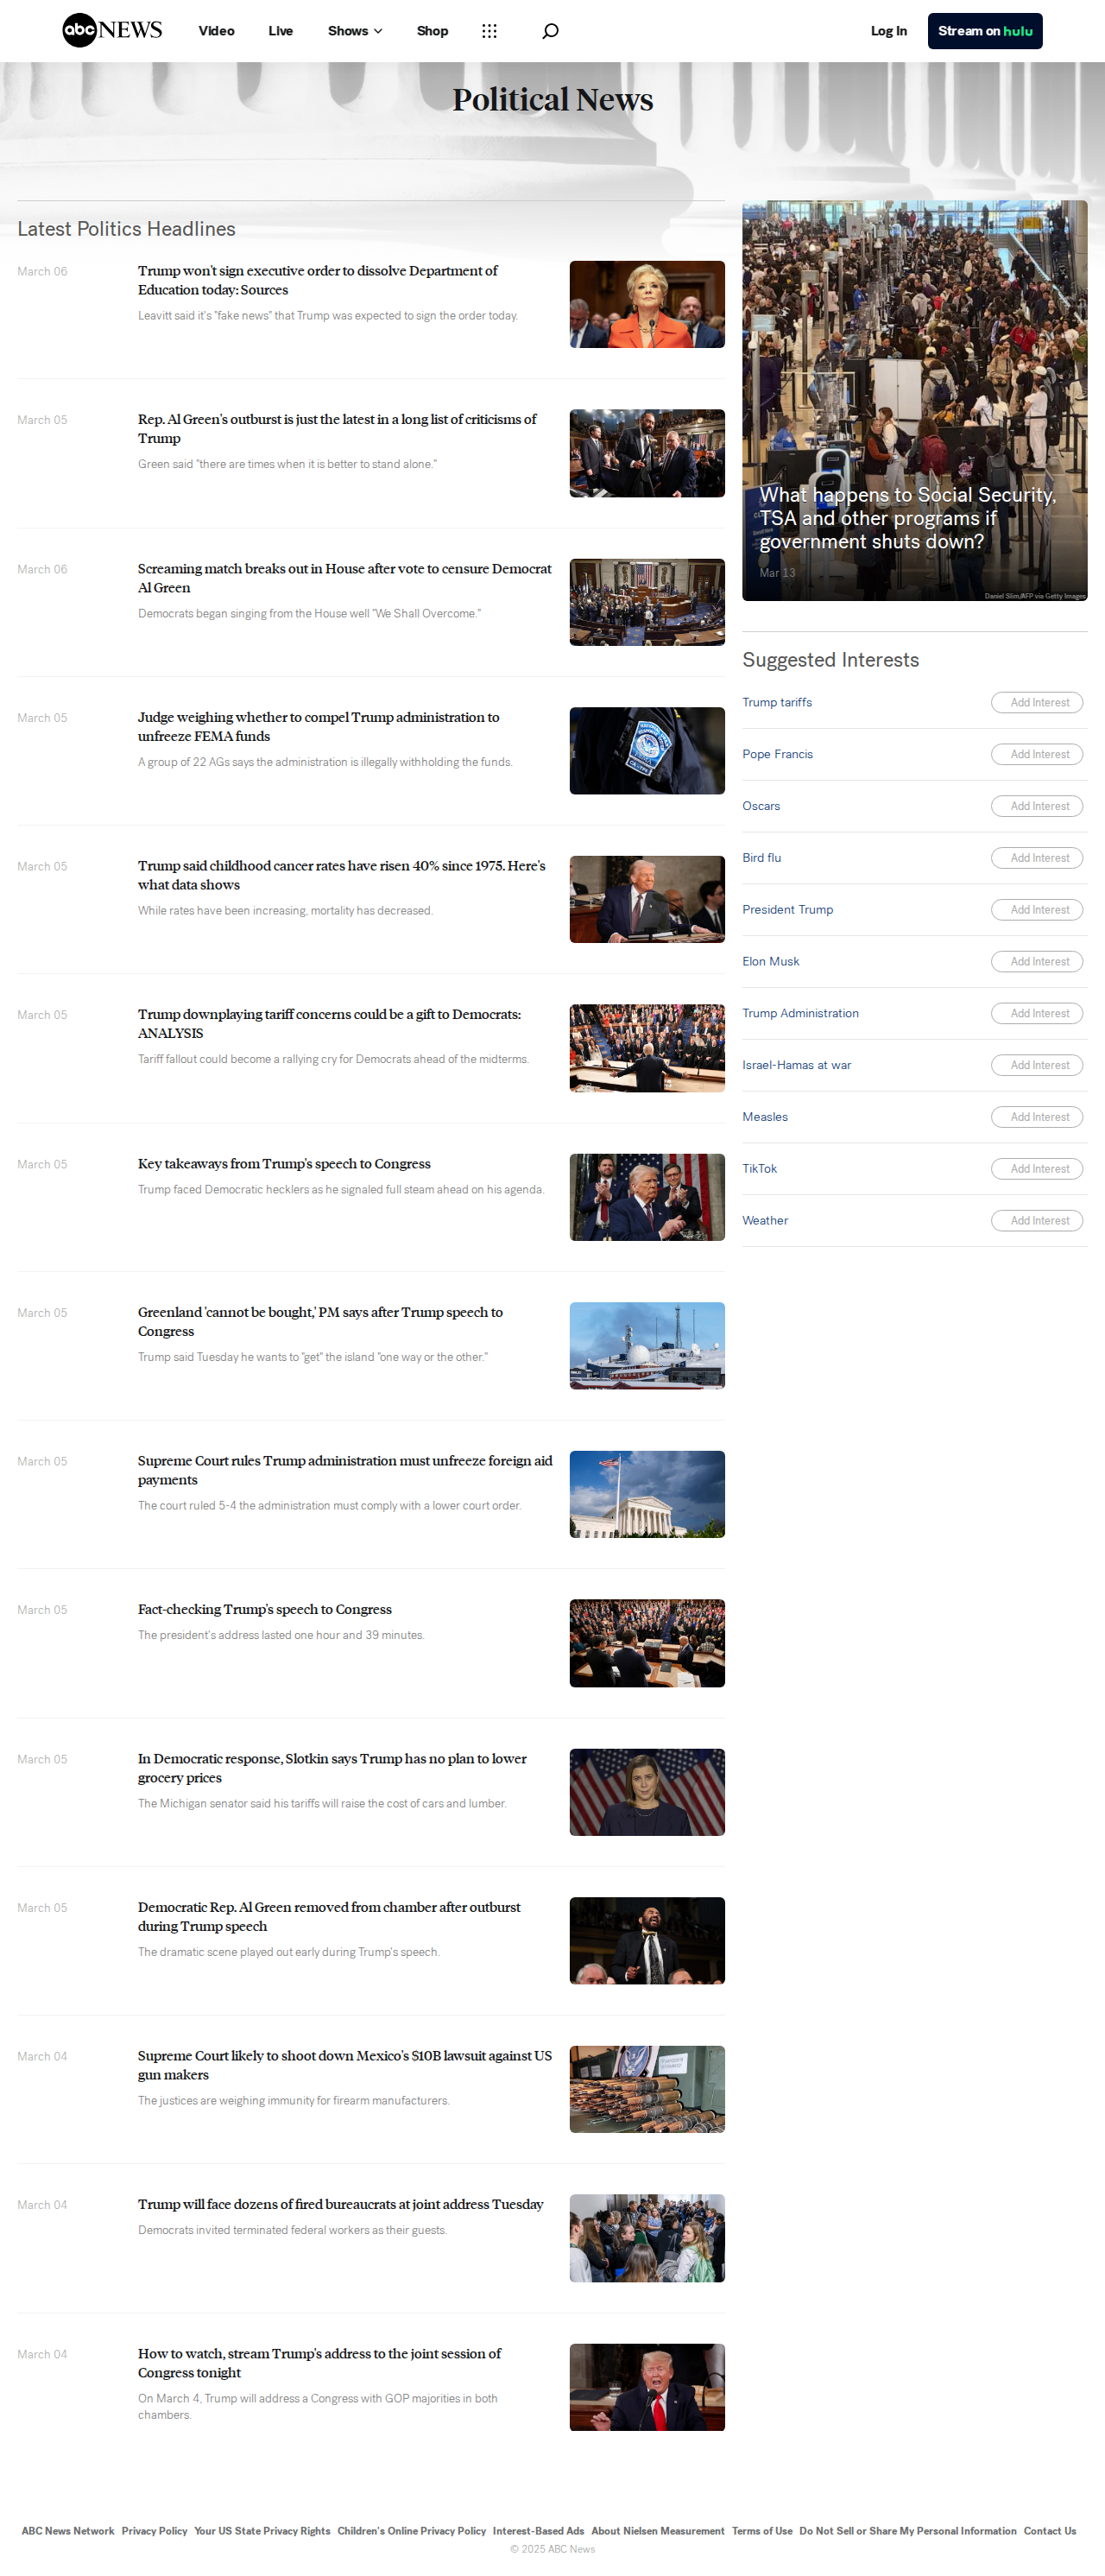 abc NEWS
Video
Live
Shows
Shop
Log In
Stream on hulu
Political News
Latest Politics Headlines
March 06
Trump won't sign executive order to dissolve Department of
Education today: Sources
Leavitt said it's "fake news" that Trump was expected to sign the order today.
March 05
Rep. Al Green's outburst is just the latest in a long list of criticisms of
Trump
Green said "there are times when it is better to stand alone."
March 06
Screaming match breaks out in House after vote to censure Democrat
Al Green
Democrats began singing from the House well "We Shall Overcome."
March 05
Judge weighing whether to compel Trump administration to
unfreeze FEMA funds
A group of 22 AGs says the administration is illegally withholding the funds.
March 05
Trump said childhood cancer rates have risen 40% since 1975. Here's
what data shows
While rates have been increasing, mortality has decreased.
March 05
Trump downplaying tariff concerns could be a gift to Democrats:
ANALYSIS
Tariff fallout could become a rallying cry for Democrats ahead of the midterms.
March 05
Key takeaways from Trump's speech to Congress
Trump faced Democratic hecklers as he signaled full steam ahead on his agenda.
March 05
Greenland 'cannot be bought,' PM says after Trump speech to
Congress
Trump said Tuesday he wants to "get" the island "one way or the other."
March 05
Supreme Court rules Trump administration must unfreeze foreign aid
payments
The court ruled 5-4 the administration must comply with a lower court order.
March 05
Fact-checking Trump's speech to Congress
The president's address lasted one hour and 39 minutes.
March 05
In Democratic response, Slotkin says Trump has no plan to lower
grocery prices
The Michigan senator said his tariffs will raise the cost of cars and lumber.
March 05
Democratic Rep. Al Green removed from chamber after outburst
during Trump speech
The dramatic scene played out early during Trump's speech.
March 04
Supreme Court likely to shoot down Mexico's $10B lawsuit against US
gun makers
The justices are weighing immunity for firearm manufacturers.
March 04
Trump will face dozens of fired bureaucrats at joint address Tuesday
Democrats invited terminated federal workers as their guests.
March 04
How to watch, stream Trump's address to the joint session of
Congress tonight
On March 4, Trump will address a Congress with GOP majorities in both
chambers.
What happens to Social Security,
TSA and other programs if
government shuts down?
Mar 13
Daniel Slim/AFP via Getty Images
Suggested Interests
Trump tariffs
Add Interest
Pope Francis
Add Interest
Oscars
Add Interest
Bird flu
Add Interest
President Trump
Add Interest
Elon Musk
Add Interest
Trump Administration
Add Interest
Israel-Hamas at war
Add Interest
Measles
Add Interest
TikTok
Add Interest
Weather
Add Interest
ABC News Network Privacy Policy Your US State Privacy Rights Children's Online Privacy Policy Interest-Based Ads About Nielsen Measurement Terms of Use Do Not Sell or Share My Personal Information Contact Us
© 2025 ABC News